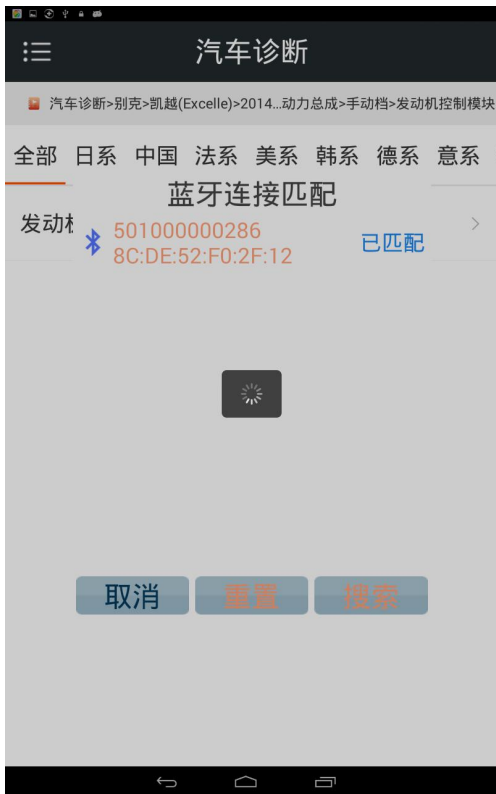 汽车诊断
汽车诊断>别克>凯越(Excelle)>2014...动力总成>手动档>发动机控制模块
全部 日系 中国 法系 美系 韩系 德系 意系
蓝牙连接匹配
发动机
501000000286
8C:DE:52:F0:2F:12
已匹配
取消 重置 搜索